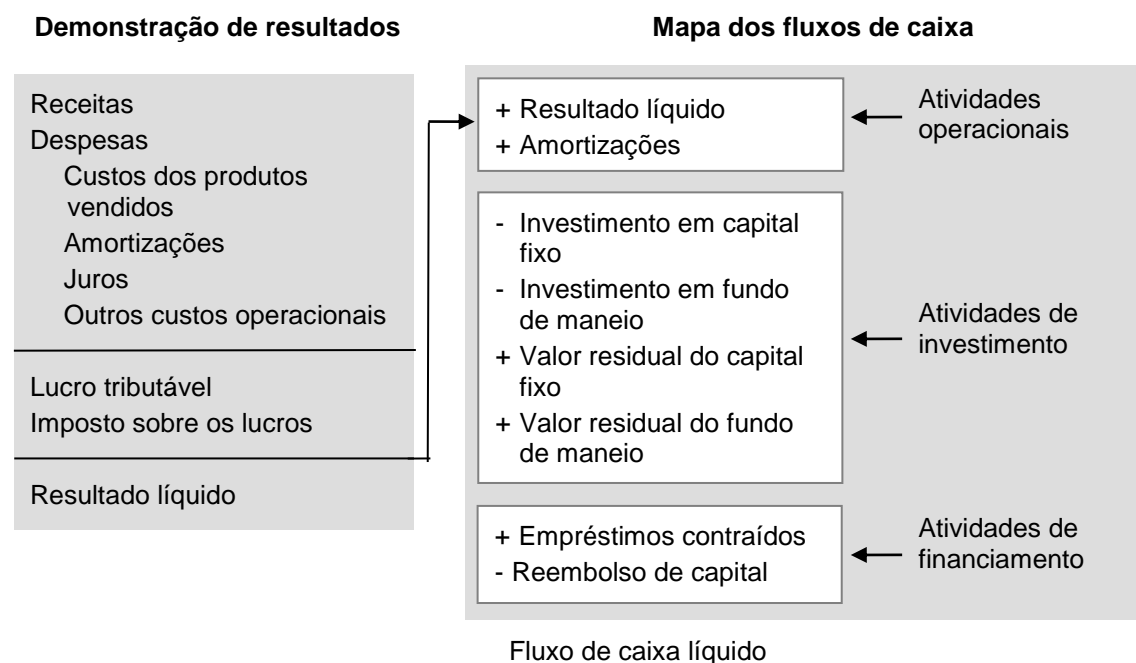 Demonstração de resultados
Receitas
Despesas
Custos dos produtos
vendidos
Amortizações
Juros
Outros custos operacionais
Lucro tributável
Imposto sobre os lucros
Resultado líquido
Mapa dos fluxos de caixa
+ Resultado líquido
+ Amortizações
Atividades
operacionais
- Investimento em capital
fixo
- Investimento em fundo
de maneio
+ Valor residual do capital
fixo
+ Valor residual do fundo
de maneio
Atividades de
investimento
+ Empréstimos contraídos
- Reembolso de capital
Atividades de
financiamento
Fluxo de caixa líquido